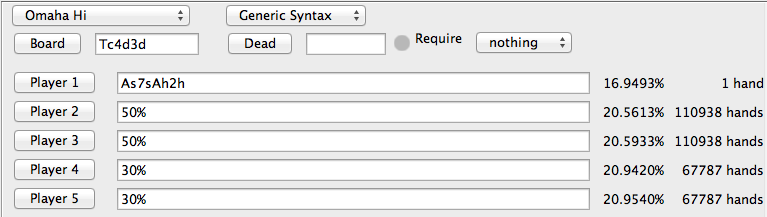 Omaha Hi Generic Syntax
Board Tc4d3d Dead Require nothing
Player 1 As7sAh2h 16.9493% 1 hand
Player 2 50% 20.5613% 110938 hands
Player 3 50% 20.5933% 110938 hands
Player 4 30% 20.9420% 67787 hands
Player 5 30% 20.9540% 67787 hands